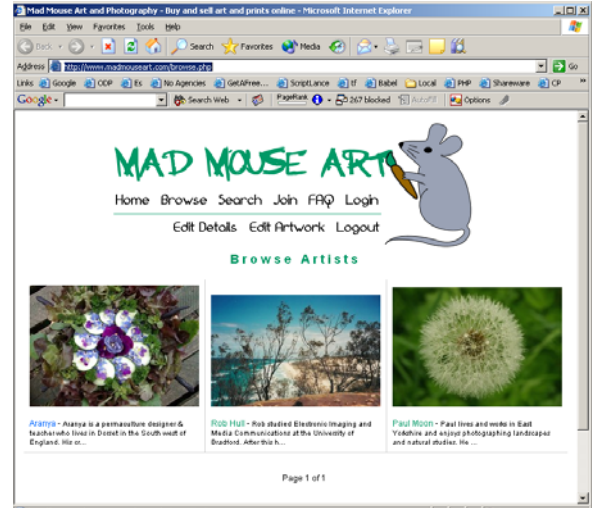 Mad Mouse Art and Photography - Buy and sell art and prints online - Microsoft Internet Explorer
File Edit View Favorites Tools Help
Back Search Favorites Media
Address http://www.madmouseart.com/browse.php Go
Links Google ODP Es No Agencies GetAFree... ScriptLance tf Babel Local PHP Shareware CP »
Google Search Web PageRank 267 blocked AutoFill Options
MAD MOUSE ART
Home Browse Search Join FAQ Login
Edit Details Edit Artwork Logout
Browse Artists
Aranya - Aranya is a permaculture designer &
teacher who lives in Dorset in the South west of
England. His or...
Rob Hull - Rob studied Electronic Imaging and
Media Communications at the University of
Bradford. After this h...
Paul Moon - Paul lives and works in East
Yorkshire and enjoys photographing landscapes
and natural studies. He ...
Page 1 of 1